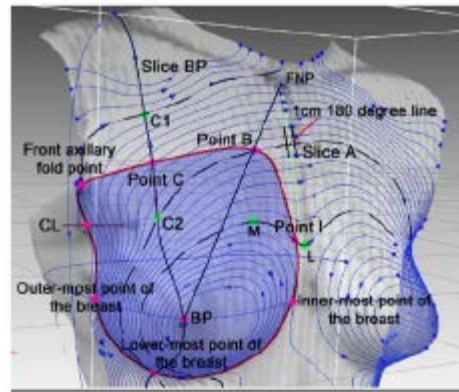 Slice BP
FNP
1cm 180 degree line
C1
Point B
Slice A
Front axillary
fold point
Point C
CL
C2
M
Point I
L
Outer-most point of
the breast
BP
Inner-most point of
the breast
Lower-most point of
the breast